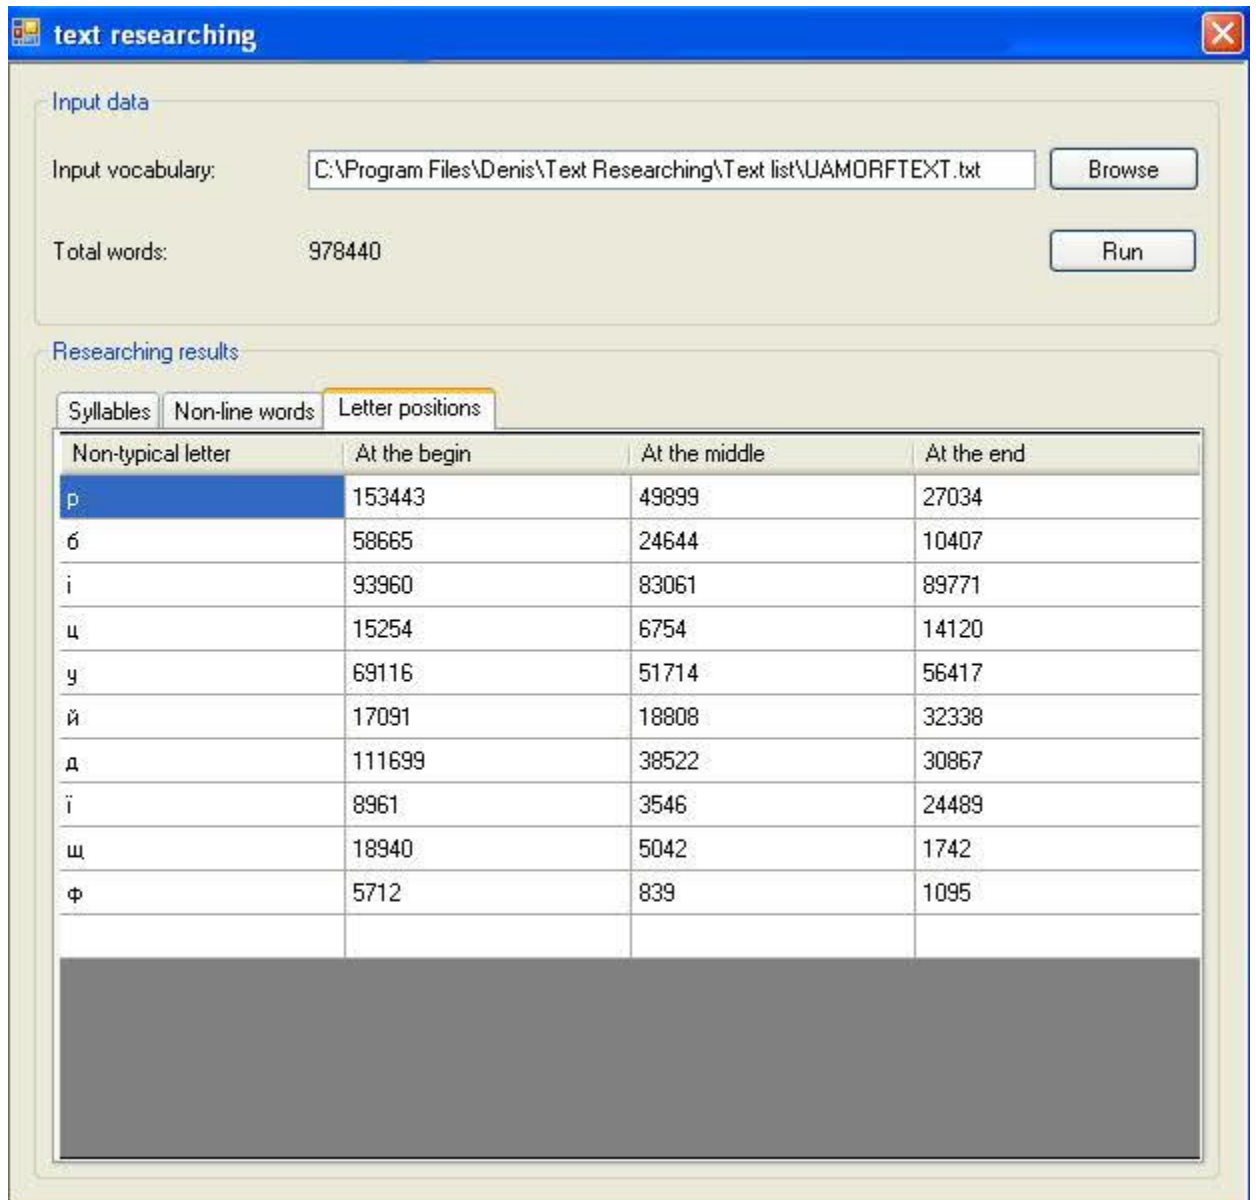 text researching
Input data
Input vocabulary: C:\Program Files\Denis\Text Researching\Text list\UAMORFTEXT.txt Browse
Total words: 978440 Run
Researching results
Syllables Non-line words Letter positions
Non-typical letter At the begin At the middle At the end
р 153443 49899 27034
б 58665 24644 10407
і 93960 83061 89771
ц 15254 6754 14120
у 69116 51714 56417
й 17091 18808 32338
д 111699 38522 30867
ї 8961 3546 24489
щ 18940 5042 1742
ф 5712 839 1095